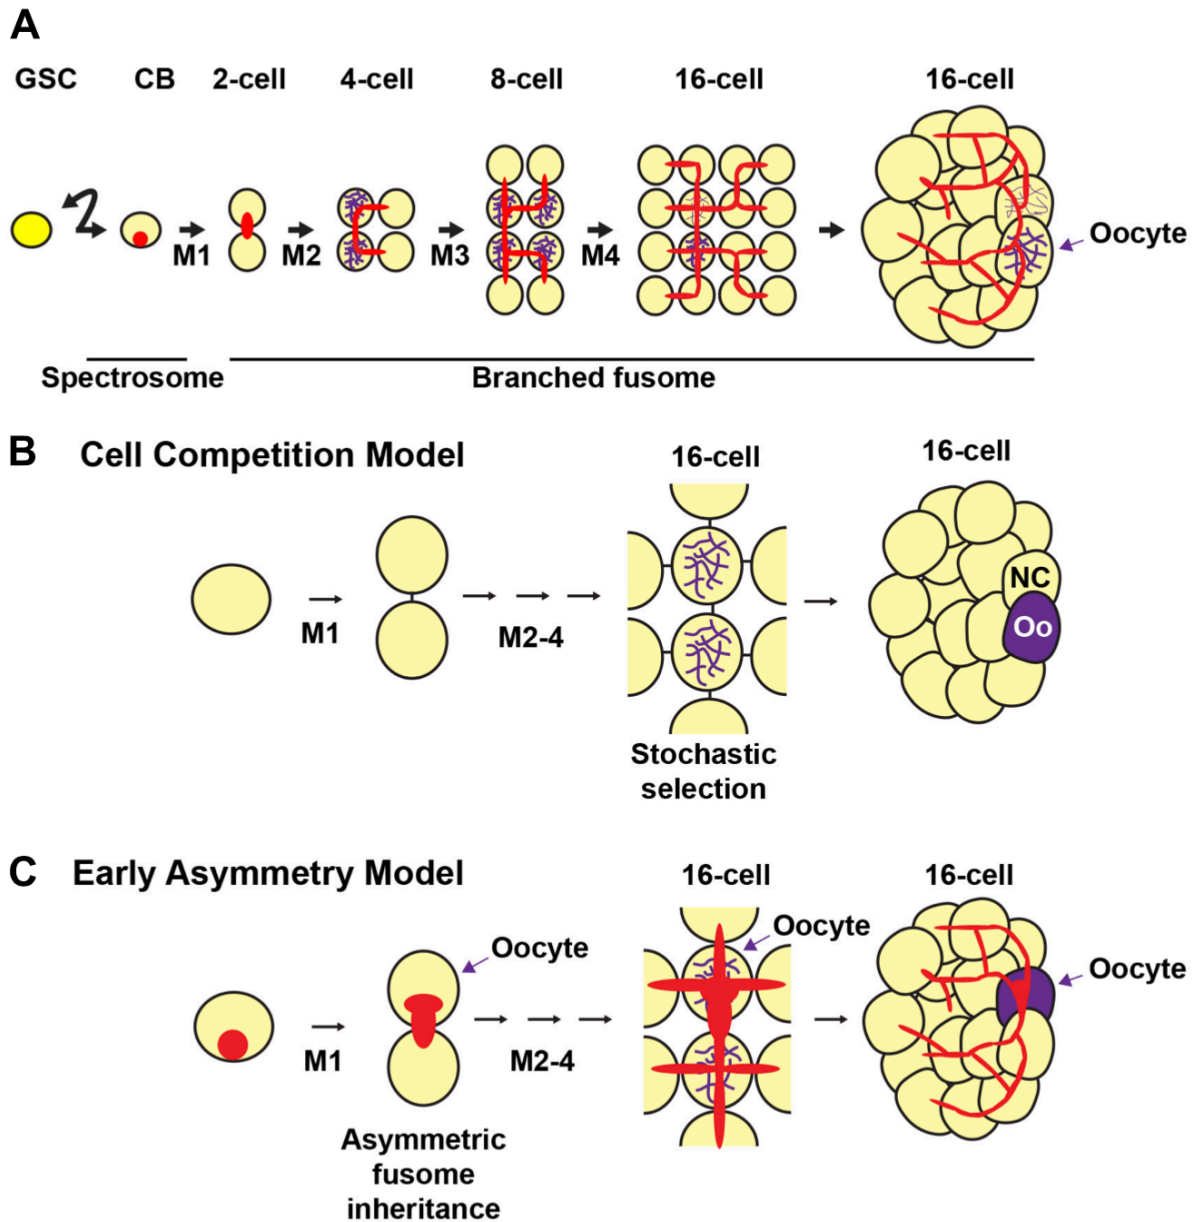 A
GSC CB 2-cell 4-cell 8-cell 16-cell 16-cell
Oocyte
M1 M2 M3 M4
Spectrosome Branched fusome
B Cell Competition Model
16-cell 16-cell
NC
Oo
M1 M2-4
Stochastic
selection
C Early Asymmetry Model
16-cell 16-cell
Oocyte
Oocyte
Oocyte
M1 M2-4
Asymmetric
fusome
inheritance